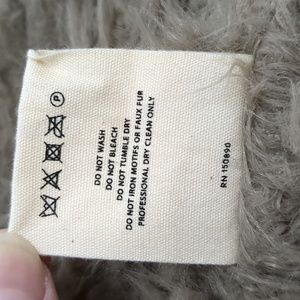 DO NOT WASH
DO NOT BLEACH
DO NOT TUMBLE DRY
DO NOT IRON MOTIFS OR FAUX FUR
PROFESSIONAL DRY CLEAN ONLY
RN 150890
P